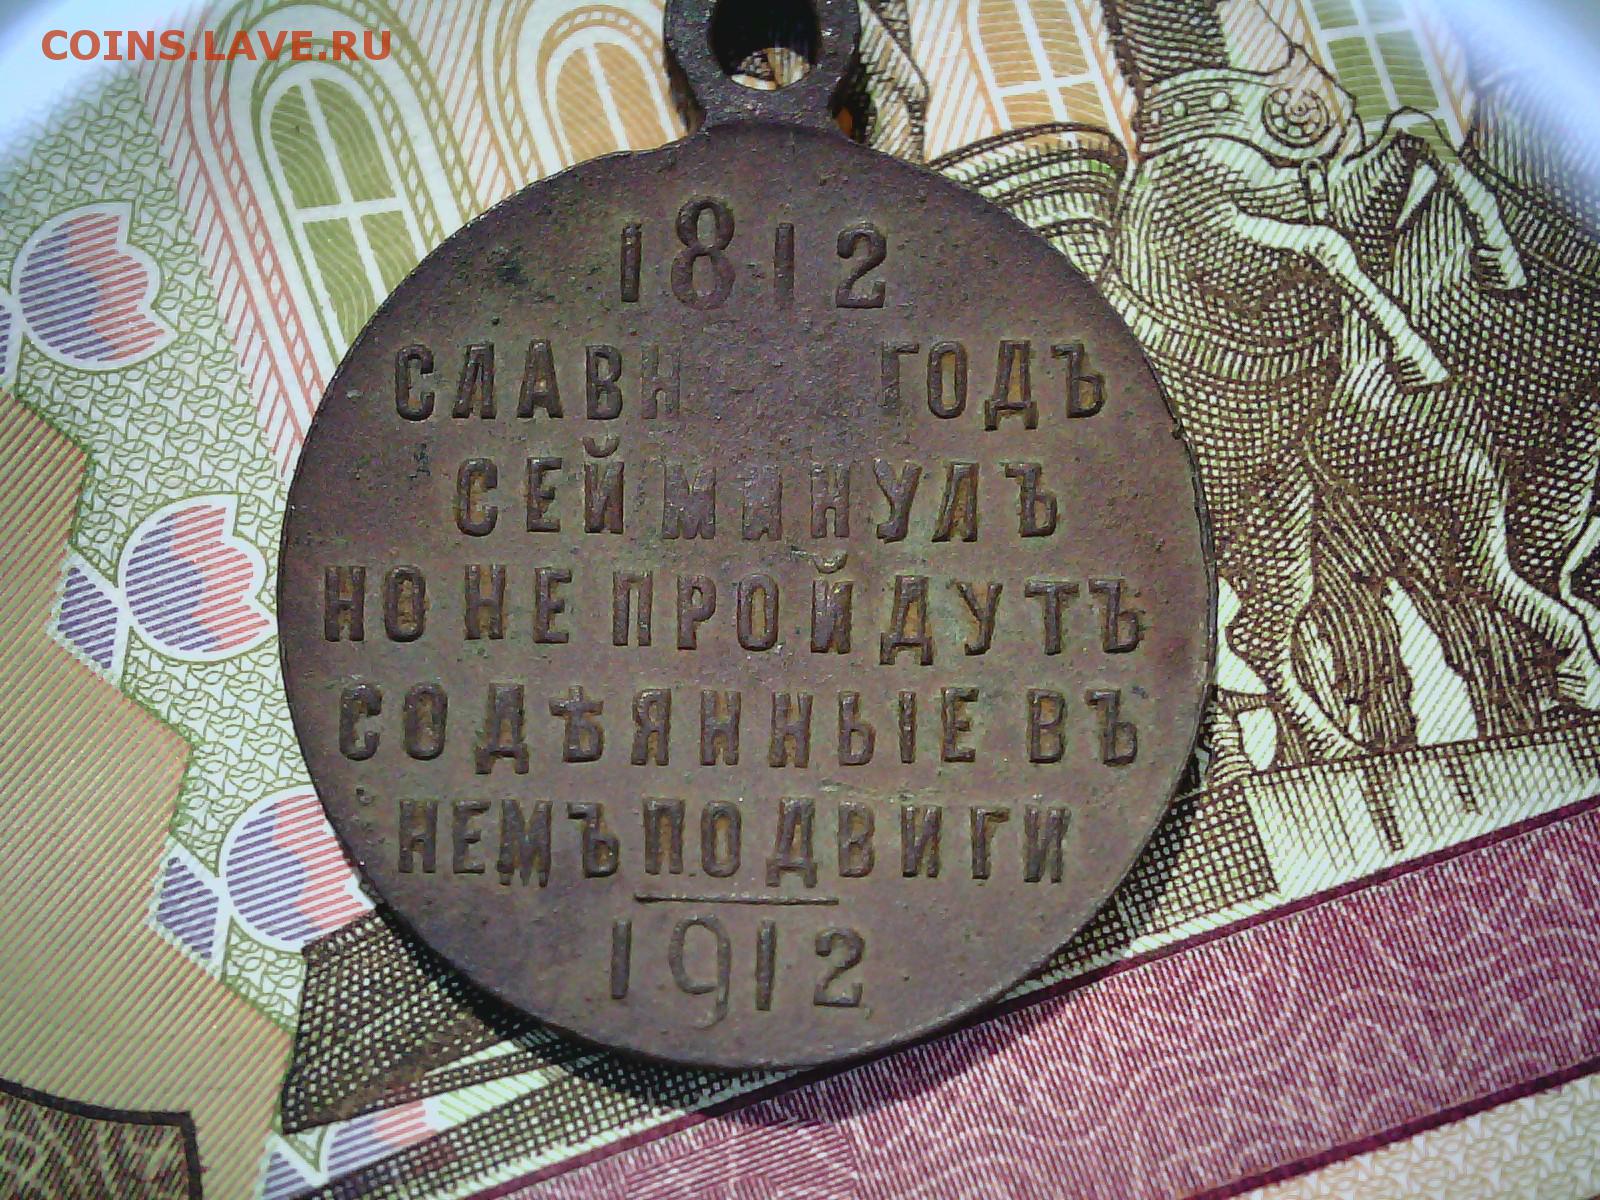 COINS.LAVE.RU
1812
СЛАВН ГОДЪ
СЕЙ МИНУЛЪ
НО НЕ ПРОЙДУТЪ
СОДѢЯННЫЕ ВЪ
НЕМЪ ПОДВИГИ
1912